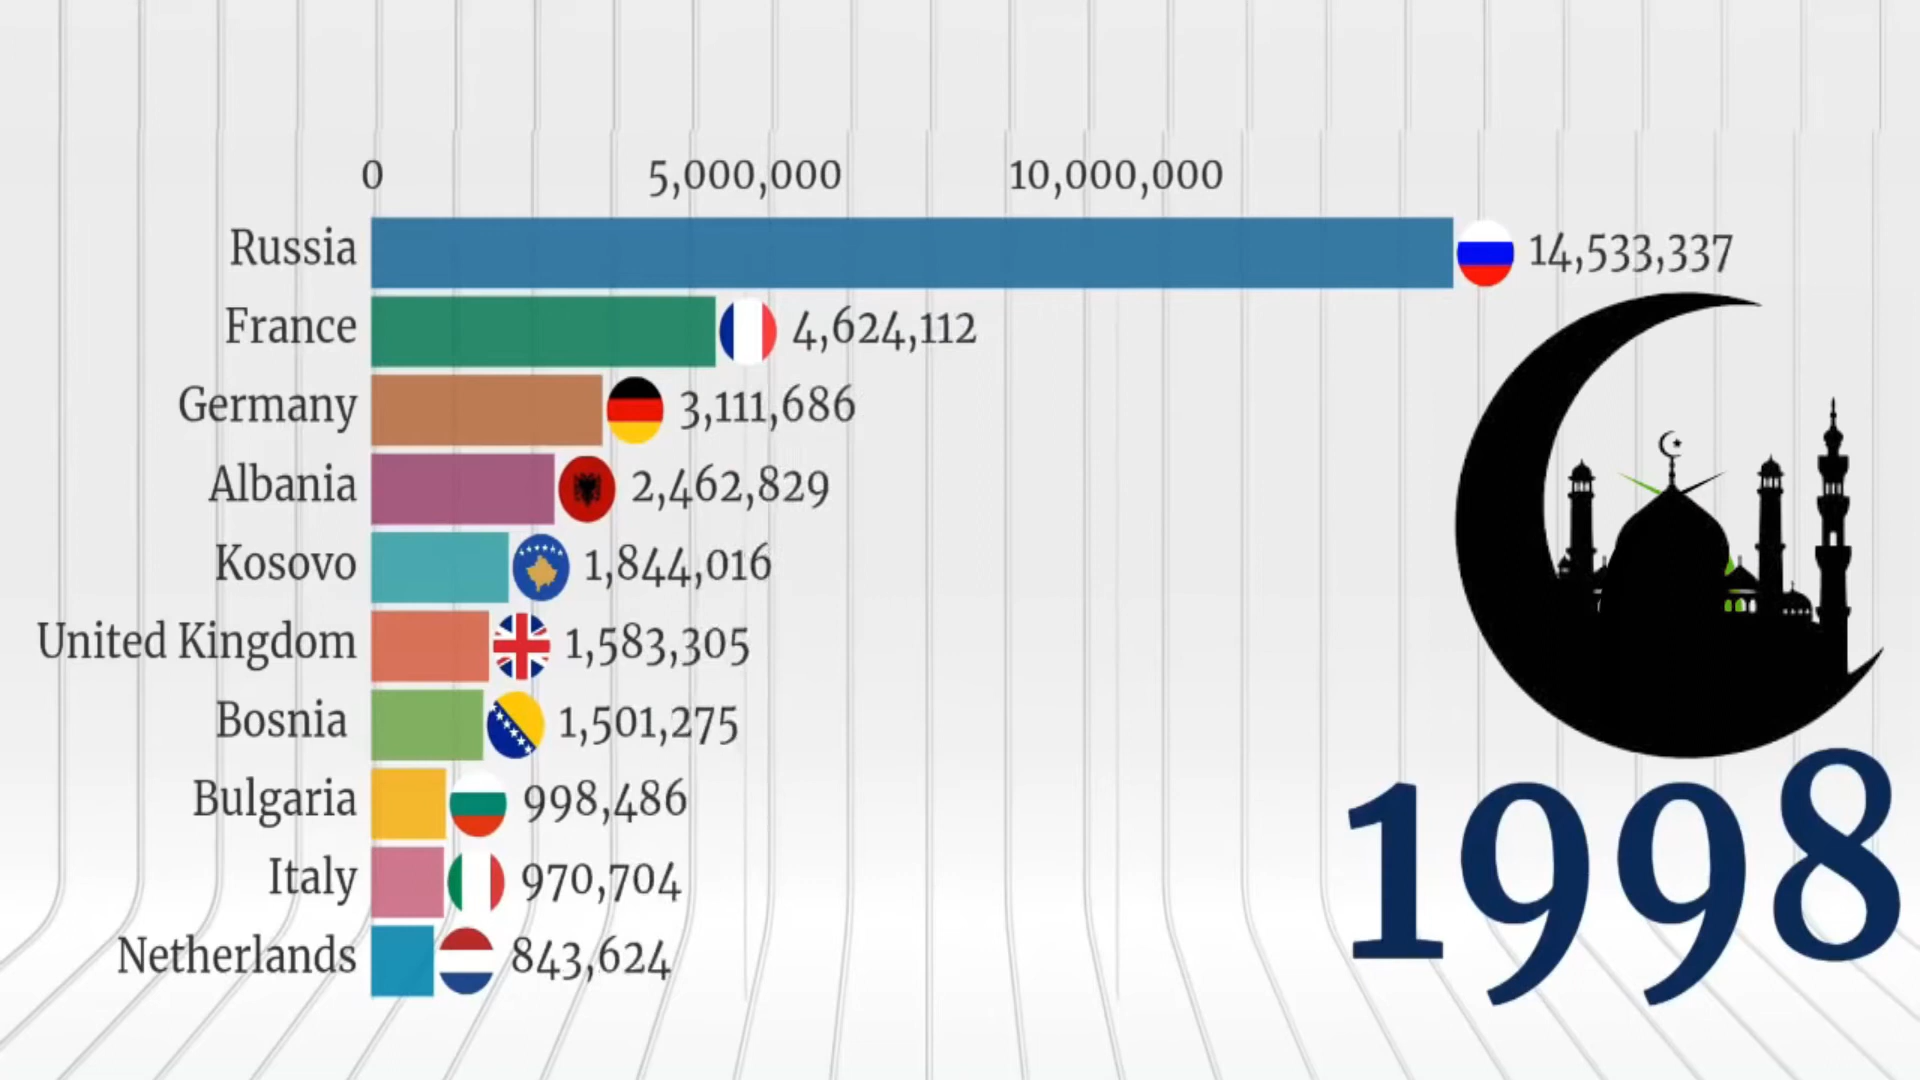 0 5,000,000 10,000,000
Russia 14,533,337
France 4,624,112
Germany 3,111,686
Albania 2,462,829
Kosovo 1,844,016
United Kingdom 1,583,305
Bosnia 1,501,275
Bulgaria 998,486
Italy 970,704
Netherlands 843,624
1998